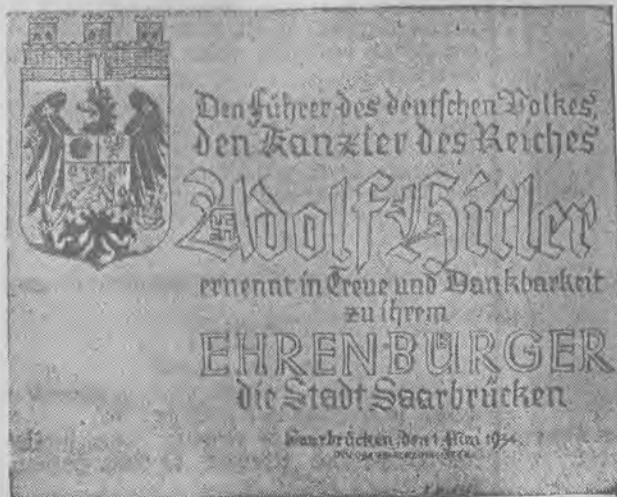 Den Führer des deutschen Volkes,
den Kanzler des Reiches
Adolf Hitler
ernennt in Treue und Dankbarkeit
zu ihrem
EHRENBÜRGER
die Stadt Saarbrücken
Saarbrücken, den 1. Mai 1934